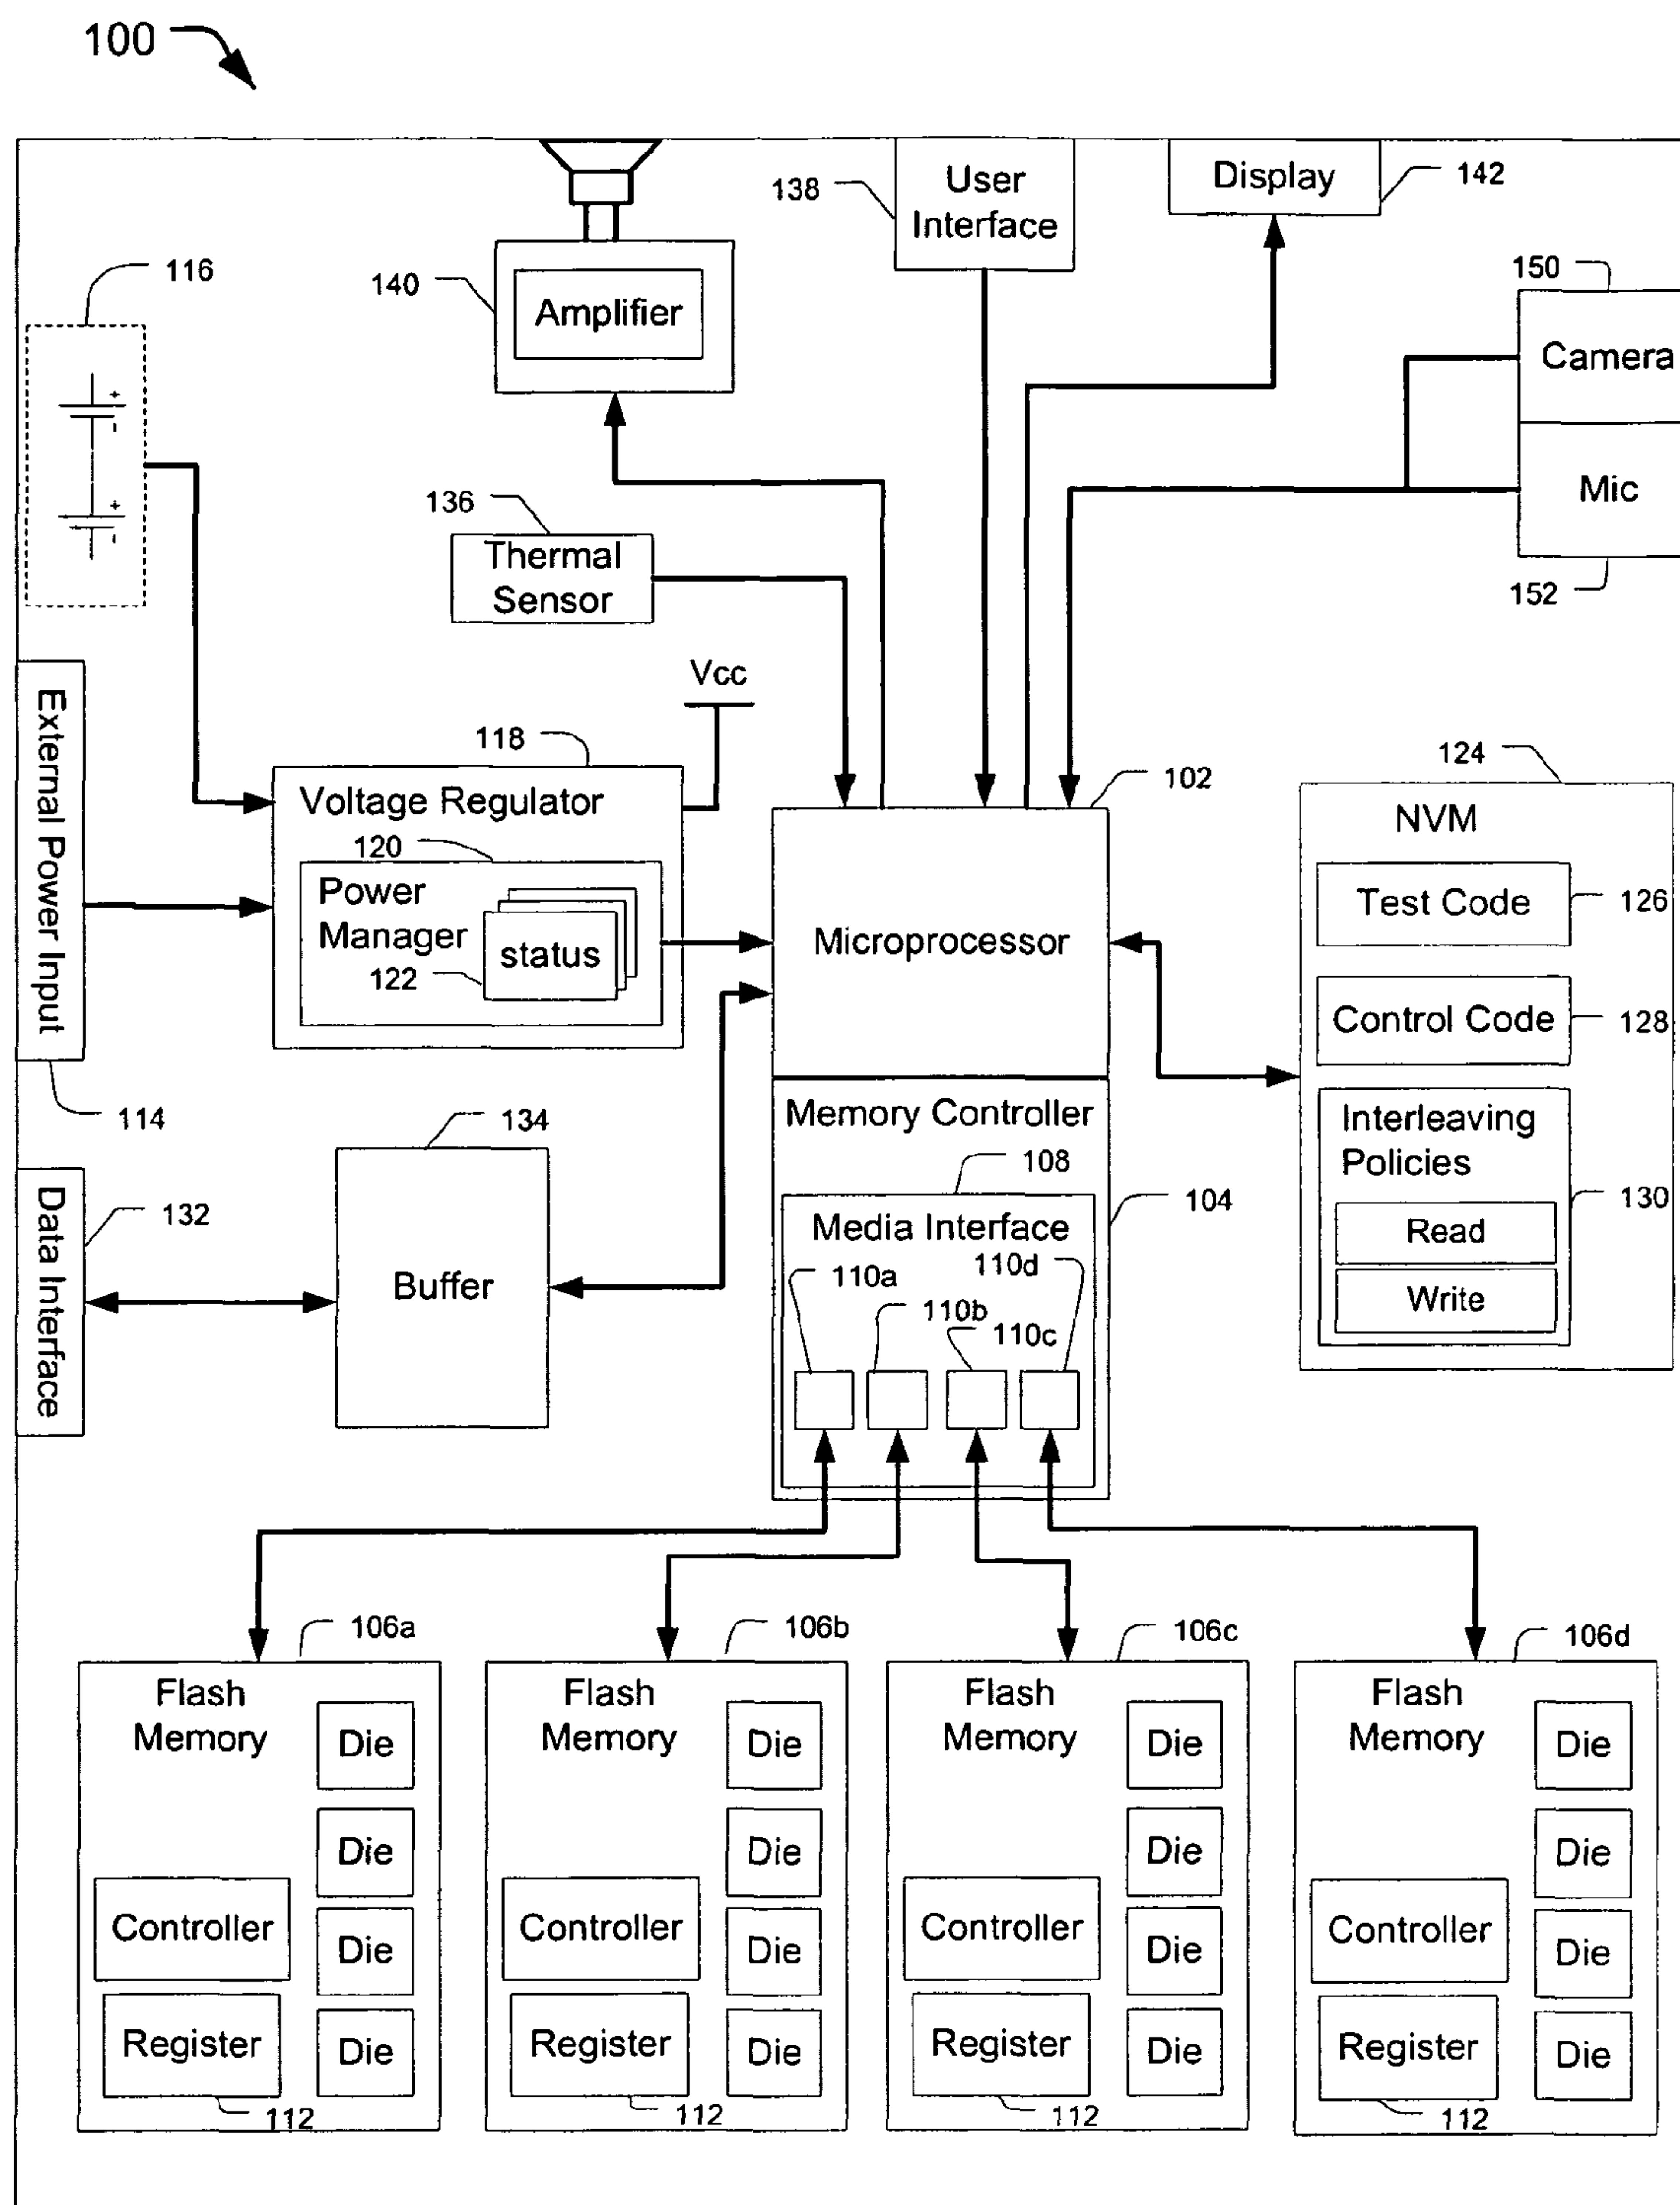 100
116
140
Amplifier
138
User
Interface
Display
142
150
Camera
Mic
152
+
-
+
-
136
Thermal
Sensor
Vcc
External Power Input
114
118
Voltage Regulator
120
Power
Manager
122
status
102
Microprocessor
124
NVM
Test Code
126
Control Code
128
Interleaving
Policies
130
Read
Write
Data Interface
132
134
Buffer
Memory Controller
108
104
Media Interface
110a
110d
110b
110c
106a
Flash
Memory
Die
Die
Controller
Die
Register
Die
112
106b
Flash
Memory
Die
Die
Controller
Die
Register
Die
112
106c
Flash
Memory
Die
Die
Controller
Die
Register
Die
112
106d
Flash
Memory
Die
Die
Controller
Die
Register
Die
112